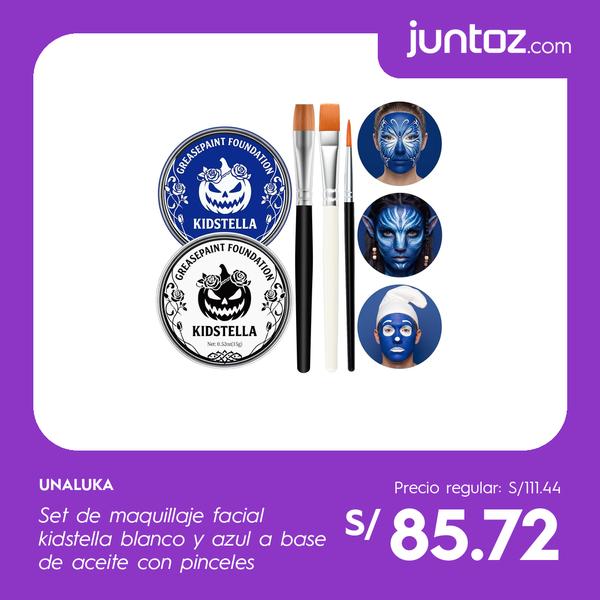 juntoz.com
GREASEPAINT FOUNDATION
KIDSTELLA
GREASEPAINT FOUNDATION
KIDSTELLA
Net: 0.52oz(15g)
UNALUKA
Set de maquillaje facial
kidstella blanco y azul a base
de aceite con pinceles
Precio regular: S/111.44
S/ 85.72